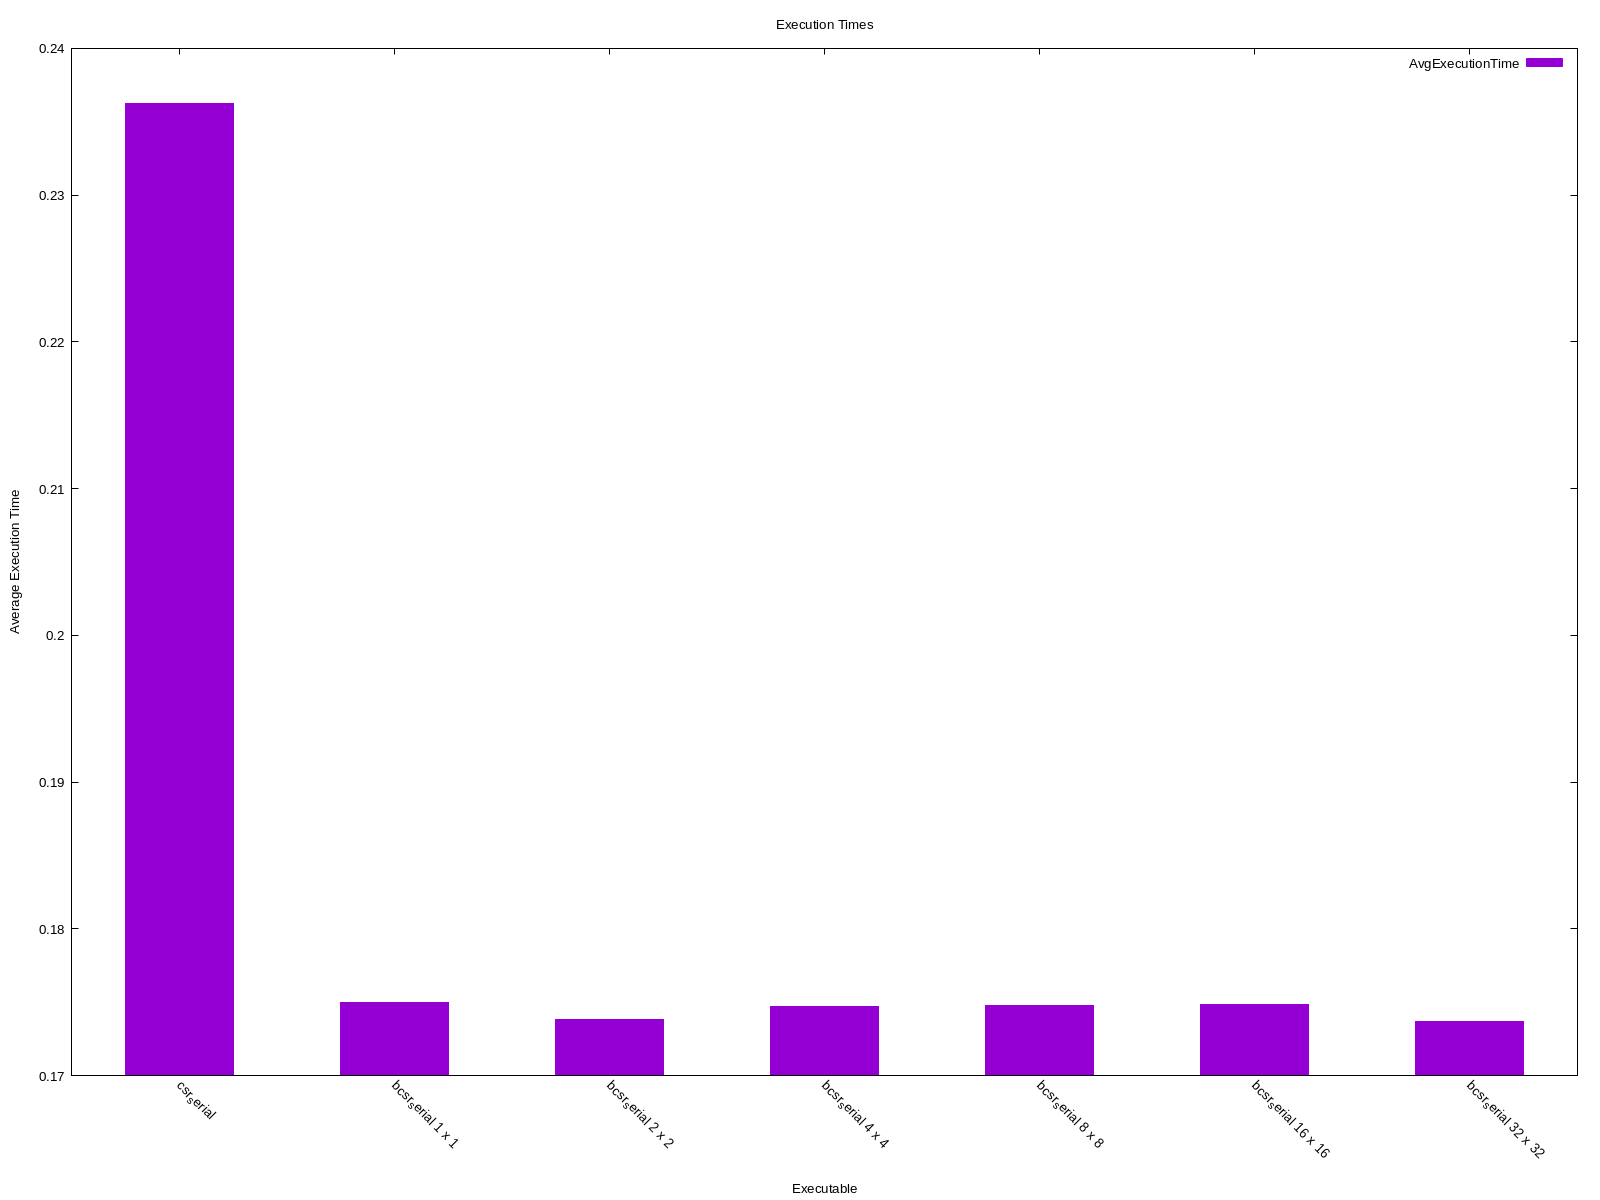 Execution Times
AvgExecutionTime
0.24
0.23
0.22
0.21
0.2
0.19
0.18
0.17
Average Execution Time
csrserial
bcsrserial 1 x 1
bcsrserial 2 x 2
bcsrserial 4 x 4
bcsrserial 8 x 8
bcsrserial 16 x 16
bcsrserial 32 x 32
Executable